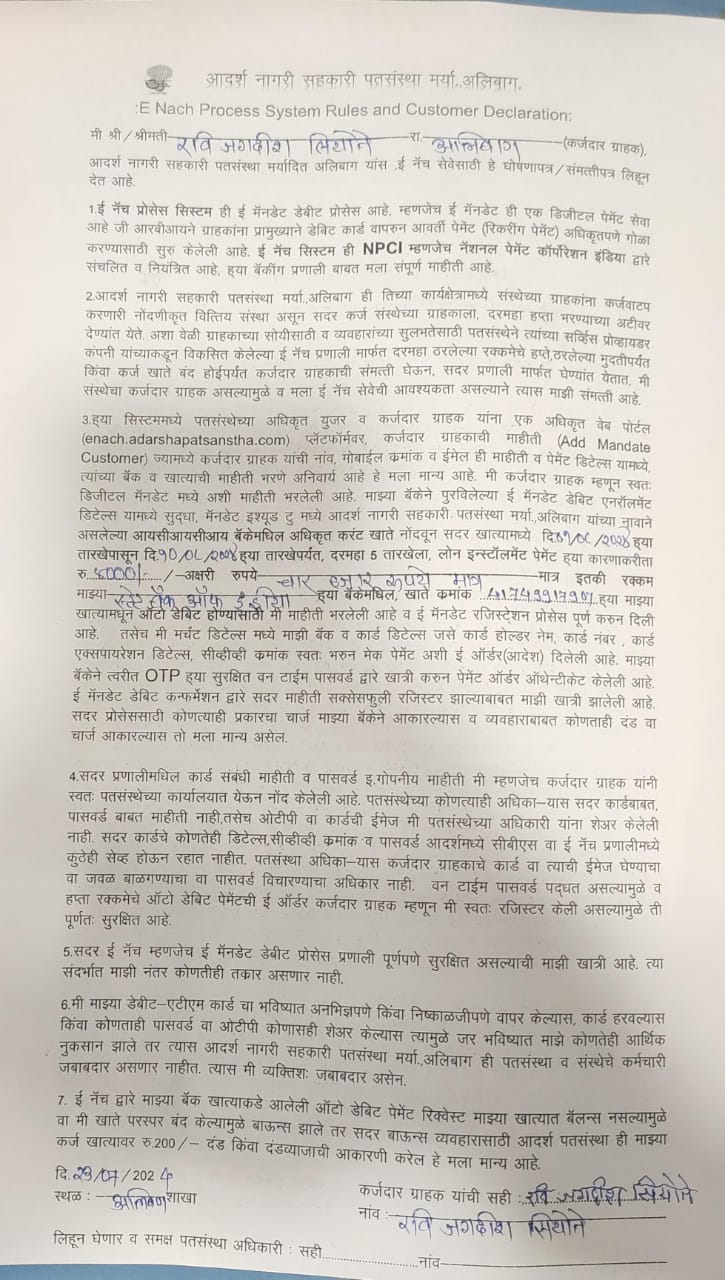 आदर्श नागरी सहकारी पतसंस्था मर्या.,अलिबाग.
:E Nach Process System Rules and Customer Declaration:
मी श्री/श्रीमती रवि जगदीश सियोने रा. अलिबाग (कर्जदार ग्राहक),
आदर्श नागरी सहकारी पतसंस्था मर्यादित अलिबाग यांस ,ई नॅच सेवेसाठी हे घोषणापत्र/संमत्तीपत्र लिहून
देत आहे.
1.ई नॅच प्रोसेस सिस्टम ही ई मॅनडेट डेबीट प्रोसेस आहे. म्हणजेच ई मॅनडेट ही एक डिजीटल पेमेंट सेवा
आहे जी आरबीआयने ग्राहकांना प्रामुख्याने डेबिट कार्ड वापरुन आवर्ती पेमेंट (रिकरींग पेमेंट) अधिकृतपणे गोळा
करण्यासाठी सुरु केलेली आहे. ई नॅच सिस्टम ही NPCI म्हणजेच नॅशनल पेमेंट कॉर्पोरेशन इंडिया द्वारे
संचलित व नियंत्रित आहे. ह्या बॅकींग प्रणाली बाबत मला संपूर्ण माहीती आहे.
2.आदर्श नागरी सहकारी पतसंस्था मर्या.,अलिबाग ही तिच्या कार्यक्षेत्रामध्ये संस्थेच्या ग्राहकांना कर्जवाटप
करणारी नोंदणीकृत वित्तिय संस्था असून सदर कर्ज संस्थेच्या ग्राहकाला, दरमहा हप्ता भरण्याच्या अटीवर
देण्यांत येते. अशा वेळी ग्राहकाच्या सोयीसाठी व व्यवहारांच्या सुलभतेसाठी पतसंस्थेने त्यांच्या सर्व्हिस प्रोव्हायडर
कंपनी यांच्याकडून विकसित केलेल्या ई नॅच प्रणाली मार्फत दरमहा ठरलेल्या रक्कमेचे हप्ते,ठरलेल्या मुदतीपर्यत
किंवा कर्ज खाते बंद होईपर्यत कर्जदार ग्राहकाची संमत्ती घेऊन, सदर प्रणाली मार्फत घेण्यांत येतात, मी
संस्थेचा कर्जदार ग्राहक असल्यामुळे व मला ई नॅच सेवेची आवश्यकता असल्याने त्यास माझी संमत्ती आहे.
3.ह्या सिस्टममध्ये पतसंस्थेच्या अधिकृत युजर व कर्जदार ग्राहक यांना एक अधिकृत वेब पोर्टल
(enach.adarshapatsanstha.com) प्लॅटफॉर्मवर, कर्जदार ग्राहकाची माहीती (Add Mandate
Customer) ज्यामध्ये कर्जदार ग्राहक यांची नांव, मोबाईल क्रमांक व ईमेल ही माहीती व पेमेंट डिटेल्स यामध्ये,
त्यांच्या बॅक व खात्याची माहीती भरणे अनिवार्य आहे हे मला मान्य आहे. मी कर्जदार ग्राहक म्हणून स्वतः
डिजीटल मॅनडेट मध्ये अशी माहीती भरलेली आहे. माझ्या बॅकेने पुरविलेल्या ई मॅनडेट डेबीट एनरॉलमेंट
डिटेल्स यामध्ये सुद्धा, मॅनडेट इश्यूड टु मध्ये आदर्श नागरी सहकारी पतसंस्था मर्या.,अलिबाग यांच्या नावाने
असलेल्या आयसीआयसीआय बॅकेमधिल अधिकृत करंट खाते नोंदवून सदर खात्यामध्ये दि. ह्या
तारखेपासून दि. ह्या तारखेपर्यंत, दरमहा 5 तारखेला, लोन इन्स्टॉलमेंट पेमेंट ह्या कारणाकरीता
रु.४०००/- /-अक्षरी रुपये चार हजार रूपये मात्र मात्र इतकी रक्कम
माझ्या स्टेट बँक ऑफ इंडिया ह्या बॅकेमधिल, खाते क्रमांक ह्या माझ्या
खात्यामधून ऑटो डेबिट होण्यासाठी मी माहीती भरलेली आहे व ई मॅनडेट रजिस्ट्रेशन प्रोसेस पूर्ण करुन दिली
आहे. तसेच मी मर्चंट डिटेल्स मध्ये माझी बॅक व कार्ड डिटेल्स जसे कार्ड होल्डर नेम, कार्ड नंबर , कार्ड
एक्सपायरेशन डिटेल्स, सीव्हीव्ही क्रमांक स्वतः भरुन मेक पेमेंट अशी ई ऑर्डर(आदेश) दिलेली आहे. माझ्या
बॅकेने त्वरीत OTP ह्या सुरक्षित वन टाईम पासवर्ड द्वारे खात्री करुन पेमेंट ऑर्डर ऑथेन्टीकेट केलेली आहे.
ई मॅनडेट डेबिट कन्फर्मेशन द्वारे सदर माहीती सक्सेसफुली रजिस्टर झाल्याबाबत माझी खात्री झालेली आहे.
सदर प्रोसेससाठी कोणत्याही प्रकारचा चार्ज माझ्या बॅकेने आकारल्यास व व्यवहाराबाबत कोणताही दंड वा
चार्ज आकारल्यास तो मला मान्य असेल.
4.सदर प्रणालीमधिल कार्ड संबंधी माहीती व पासवर्ड इ.गोपनीय माहीती मी म्हणजेच कर्जदार ग्राहक यांनी
स्वतः पतसंस्थेच्या कार्यालयात येऊन नोंद केलेली आहे. पतसंस्थेच्या कोणत्याही अधिका–यास सदर कार्डबाबत,
पासवर्ड बाबत माहीती नाही,तसेच ओटीपी वा कार्डची ईमेज मी पतसंस्थेच्या अधिकारी यांना शेअर केलेली
नाही. सदर कार्डचे कोणतेही डिटेल्स,सीव्हीव्ही क्रमांक व पासवर्ड आदर्शमध्ये सीबीएस वा ई नॅच प्रणालीमध्ये
कुठेही सेव्ह होऊन रहात नाहीत. पतसंस्था अधिका–यास कर्जदार ग्राहकाचे कार्ड वा त्याची ईमेज घेण्याचा
वा जवळ बाळगण्याचा वा पासवर्ड विचारण्याचा अधिकार नाही. वन टाईम पासवर्ड पद्धत असल्यामुळे व
हप्ता रक्कमेचे ऑटो डेबिट पेमेंटची ई ऑर्डर कर्जदार ग्राहक म्हणून मी स्वतः रजिस्टर केली असल्यामुळे ती
पूर्णतः सुरक्षित आहे.
5.सदर ई नॅच म्हणजेच ई मॅनडेट डेबीट प्रोसेस प्रणाली पूर्णपणे सुरक्षित असल्याची माझी खात्री आहे. त्या
संदर्भात माझी नंतर कोणतीही तक्रार असणार नाही.
6.मी माझ्या डेबीट–एटीएम कार्ड चा भविष्यात अनभिज्ञपणे किंवा निष्काळजीपणे वापर केल्यास, कार्ड हरवल्यास
किंवा कोणताही पासवर्ड वा ओटीपी कोणासही शेअर केल्यास त्यामुळे जर भविष्यात माझे कोणतेही आर्थिक
नुकसान झाले तर त्यास आदर्श नागरी सहकारी पतसंस्था मर्या.,अलिबाग ही पतसंस्था व संस्थेचे कर्मचारी
जबाबदार असणार नाहीत. त्यास मी व्यक्तिशः जबाबदार असेन.
7. ई नॅच द्वारे माझ्या बॅक खात्याकडे आलेली ऑटो डेबिट पेमेंट रिक्वेस्ट माझ्या खात्यात बॅलन्स नसल्यामुळे
वा मी खाते परस्पर बंद केल्यामुळे बाऊन्स झाले तर सदर बाऊन्स व्यवहारासाठी आदर्श पतसंस्था ही माझ्या
कर्ज खात्यावर रु.200/– दंड किंवा दंडव्याजाची आकारणी करेल हे मला मान्य आहे.
दि.23/07/2024
स्थळ : अलिबाग शाखा
कर्जदार ग्राहक यांची सही : रवि जगदीश सियोने
नांव : रवि जगदीश सियोने
लिहून घेणार व समक्ष पतसंस्था अधिकारी : सही नांव